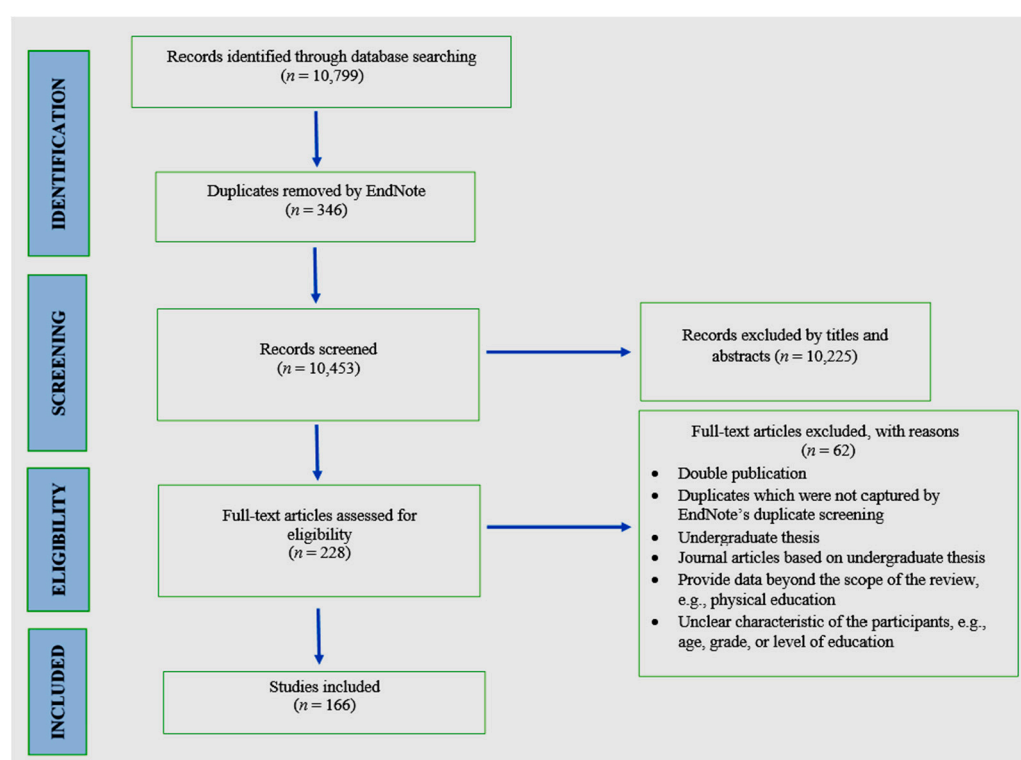 IDENTIFICATION
Records identified through database searching
(n = 10,799)
Duplicates removed by EndNote
(n = 346)
SCREENING
Records screened
(n = 10,453)
Records excluded by titles and
abstracts (n = 10,225)
ELIGIBILITY
Full-text articles assessed for
eligibility
(n = 228)
Full-text articles excluded, with reasons
(n = 62)
• Double publication
• Duplicates which were not captured by
EndNote's duplicate screening
• Undergraduate thesis
• Journal articles based on undergraduate thesis
• Provide data beyond the scope of the review,
e.g., physical education
• Unclear characteristic of the participants, e.g.,
age, grade, or level of education
INCLUDED
Studies included
(n = 166)